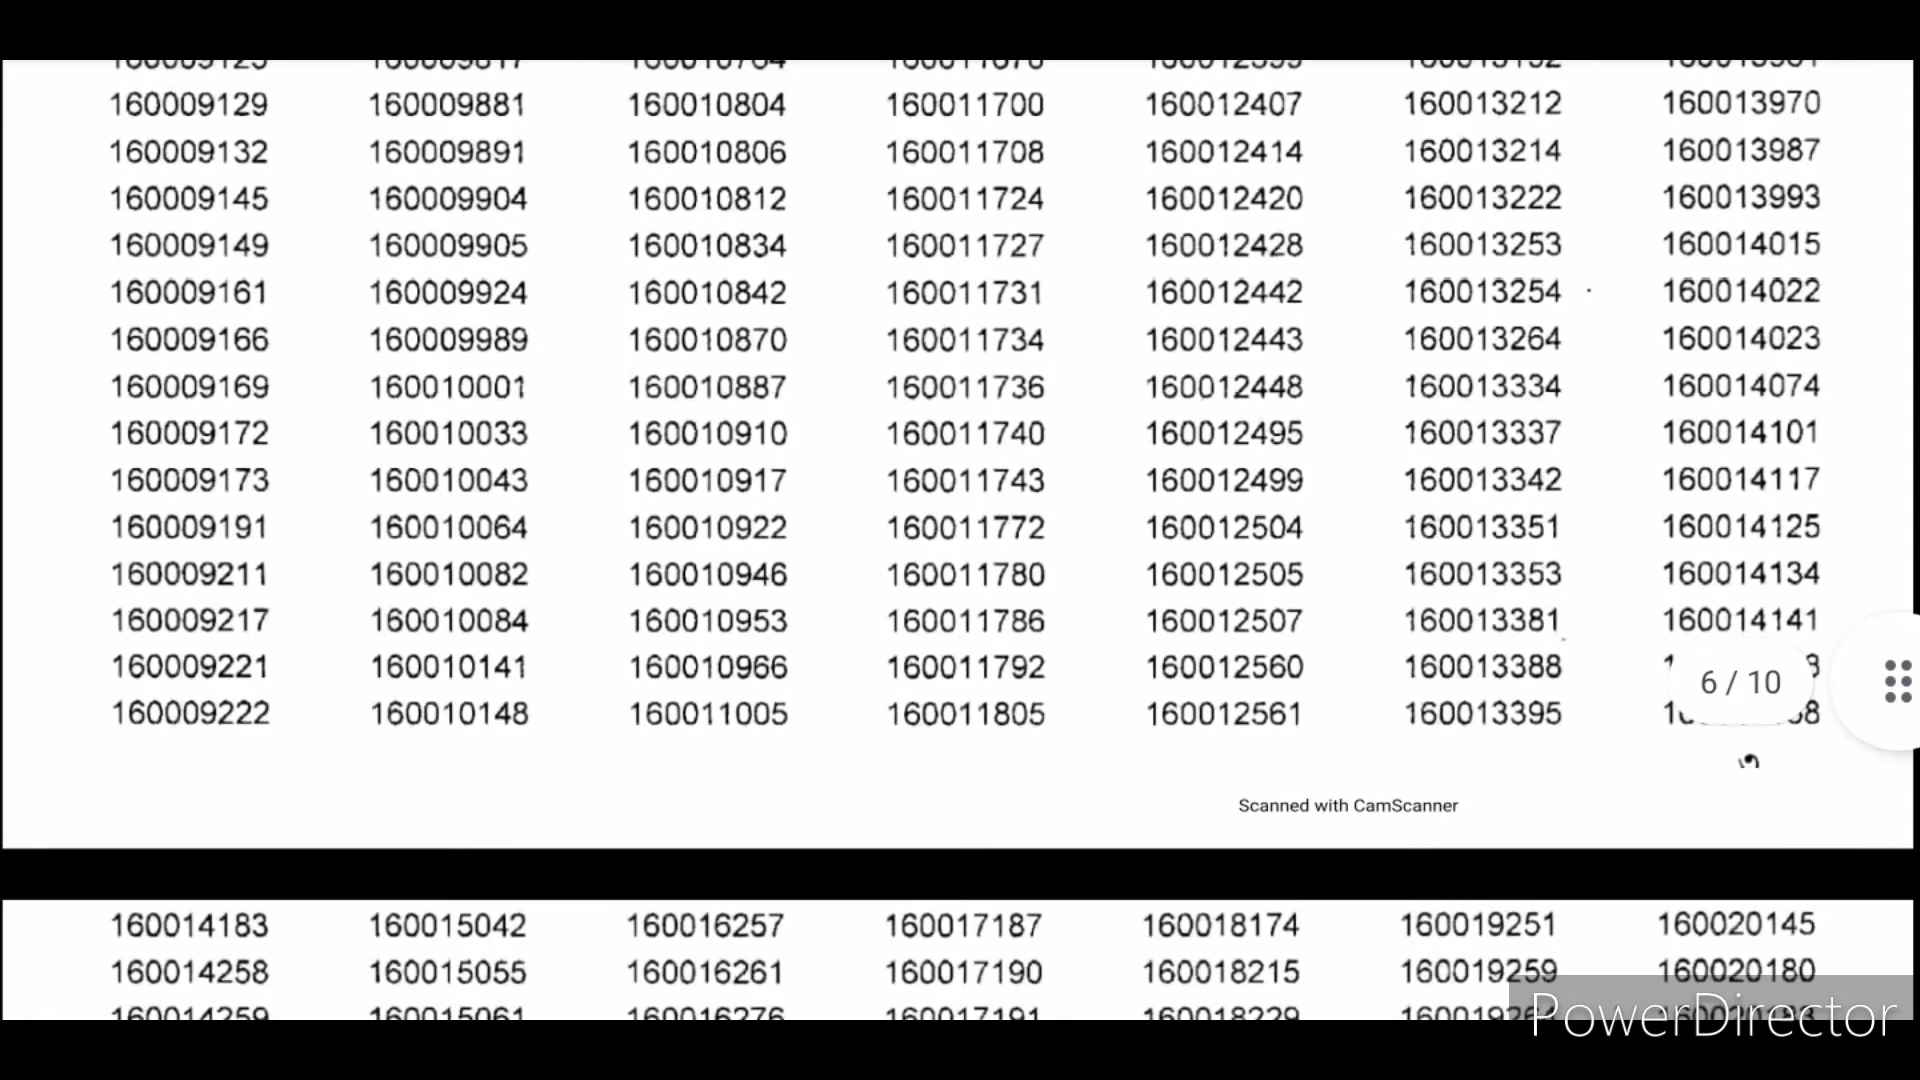 160009129 160009881 160010804 160011700 160012407 160013212 160013970
160009132 160009891 160010806 160011708 160012414 160013214 160013987
160009145 160009904 160010812 160011724 160012420 160013222 160013993
160009149 160009905 160010834 160011727 160012428 160013253 160014015
160009161 160009924 160010842 160011731 160012442 160013254 160014022
160009166 160009989 160010870 160011734 160012443 160013264 160014023
160009169 160010001 160010887 160011736 160012448 160013334 160014074
160009172 160010033 160010910 160011740 160012495 160013337 160014101
160009173 160010043 160010917 160011743 160012499 160013342 160014117
160009191 160010064 160010922 160011772 160012504 160013351 160014125
160009211 160010082 160010946 160011780 160012505 160013353 160014134
160009217 160010084 160010953 160011786 160012507 160013381 160014141
160009221 160010141 160010966 160011792 160012560 160013388
6 / 10
160009222 160010148 160011005 160011805 160012561 160013395
Scanned with CamScanner
160014183 160015042 160016257 160017187 160018174 160019251 160020145
160014258 160015055 160016261 160017190 160018215 160019259 160020180
160014259 160015061 160016276 160017191 160018229
PowerDirector